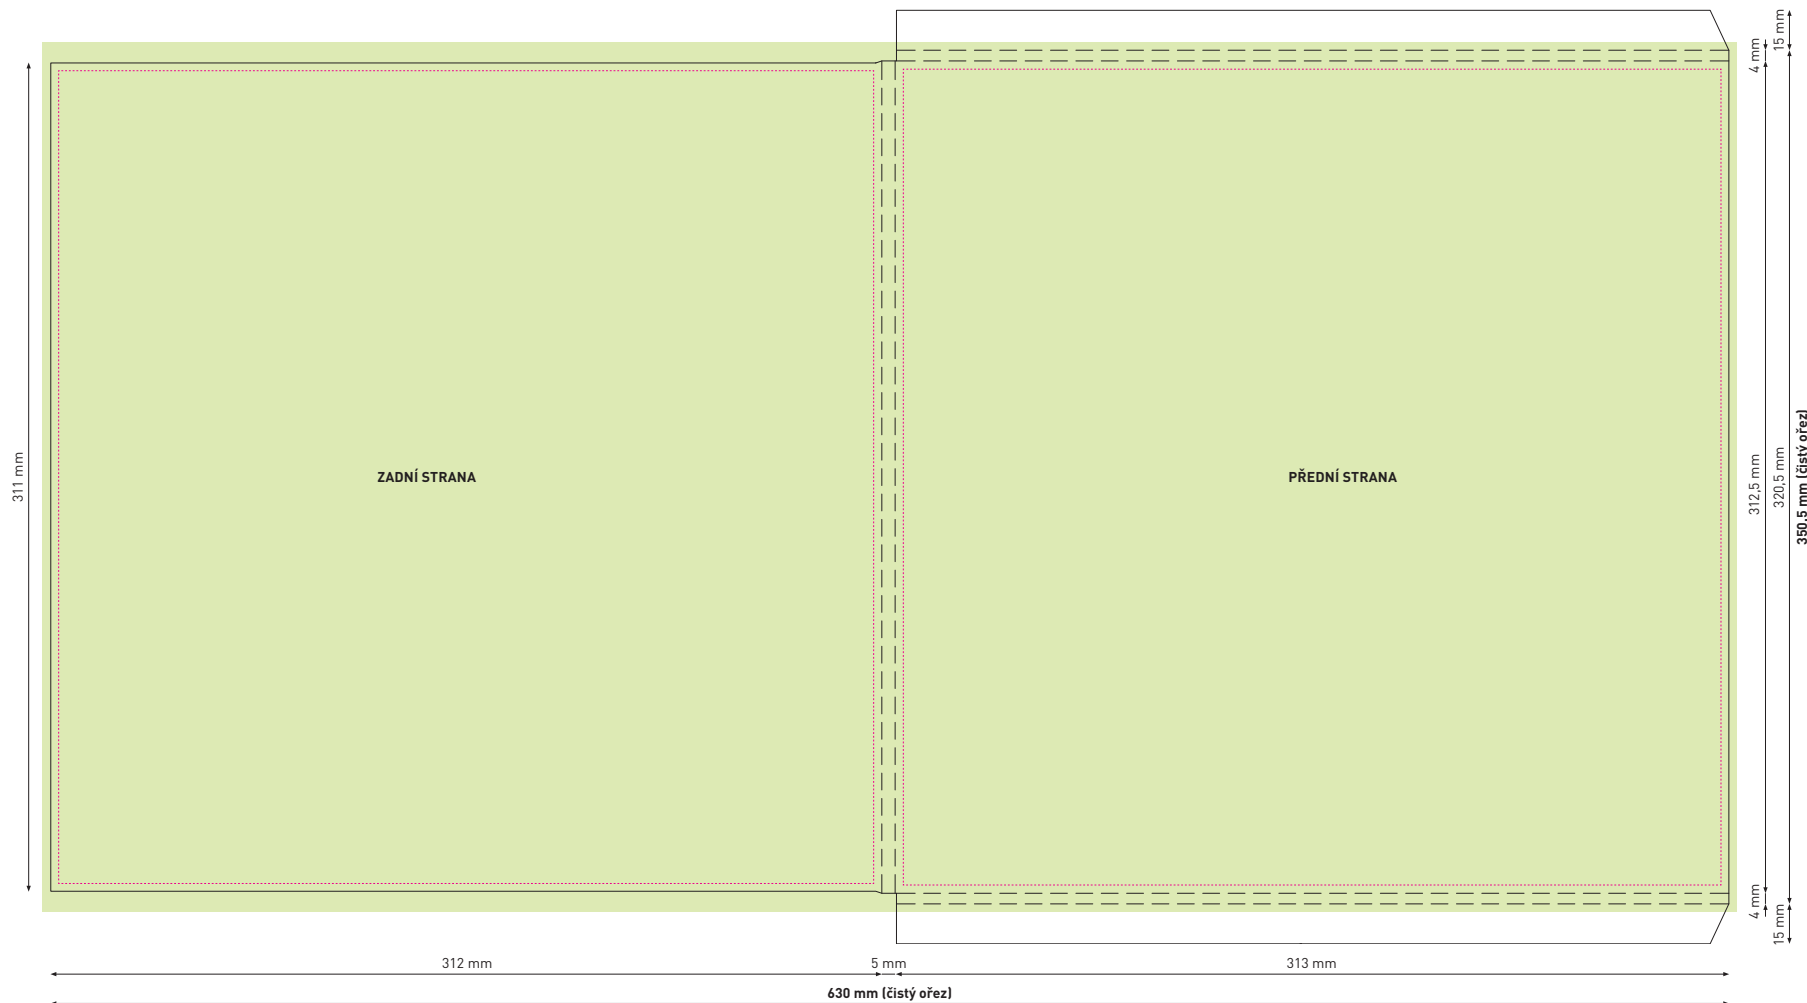 15 mm
4 mm
311 mm
ZADNÍ STRANA
PŘEDNÍ STRANA
312,5 mm
320,5 mm
350.5 mm (čistý ořez)
4 mm
15 mm
312 mm
5 mm
313 mm
630 mm (čistý ořez)